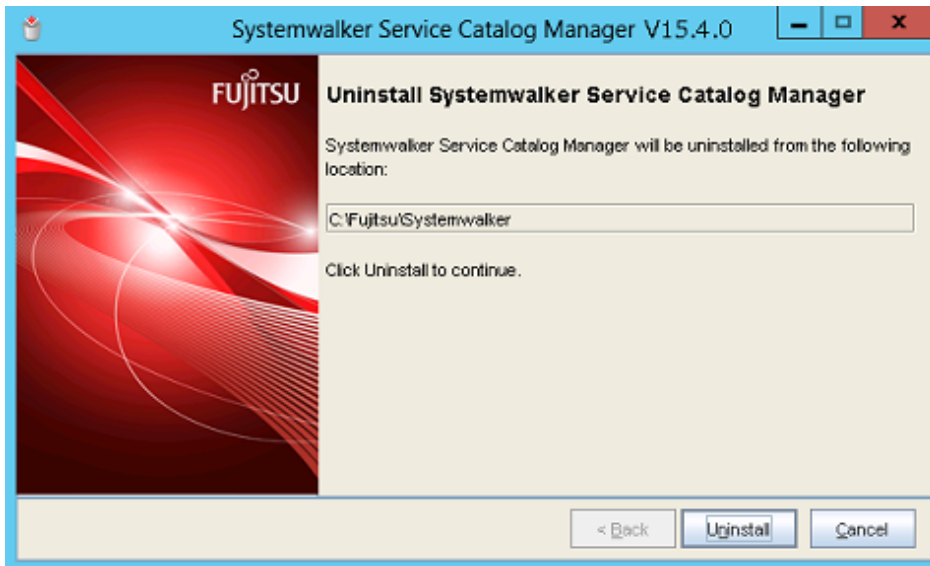 Systemwalker Service Catalog Manager V15.4.0
FUJITSU
Uninstall Systemwalker Service Catalog Manager
Systemwalker Service Catalog Manager will be uninstalled from the following
location:
C:\Fujitsu\Systemwalker
Click Uninstall to continue.
< Back
Uninstall
Cancel